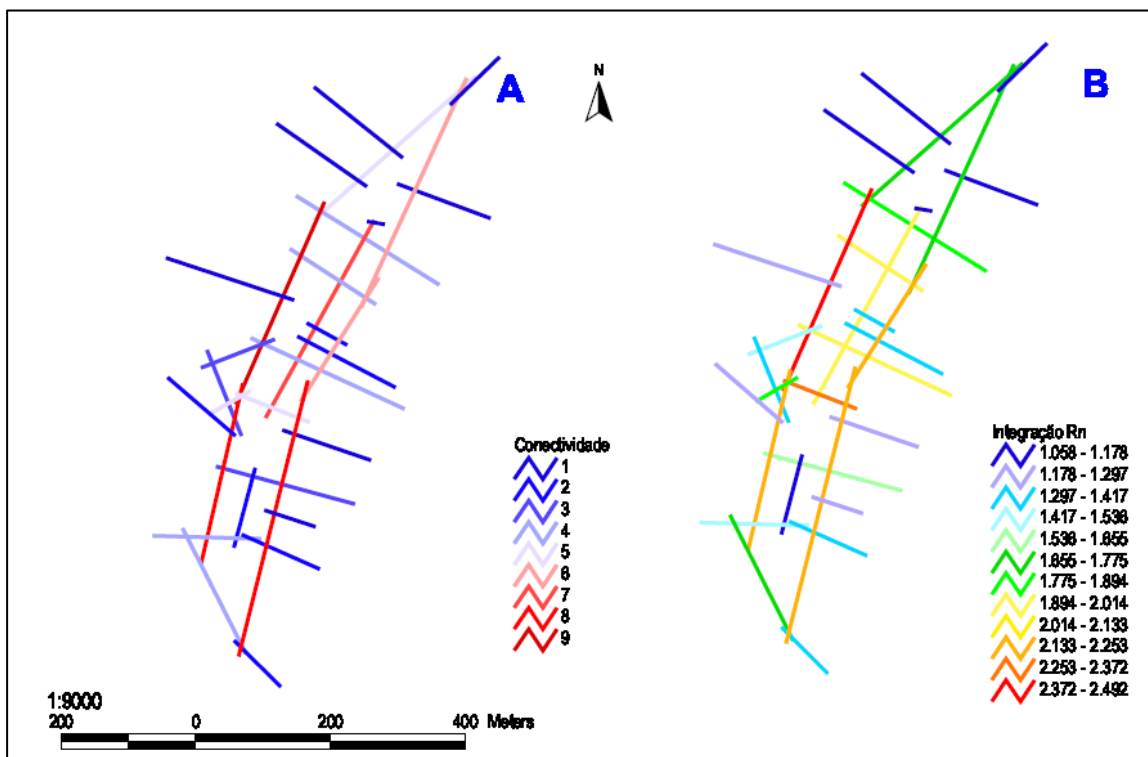 A
N
B
Conectividade
1
2
3
4
5
6
7
8
9
Integração Rn
1.058 - 1.178
1.178 - 1.297
1.297 - 1.417
1.417 - 1.536
1.536 - 1.655
1.655 - 1.775
1.775 - 1.894
1.894 - 2.014
2.014 - 2.133
2.133 - 2.253
2.253 - 2.372
2.372 - 2.492
1:9000
200 0 200 400 Meters